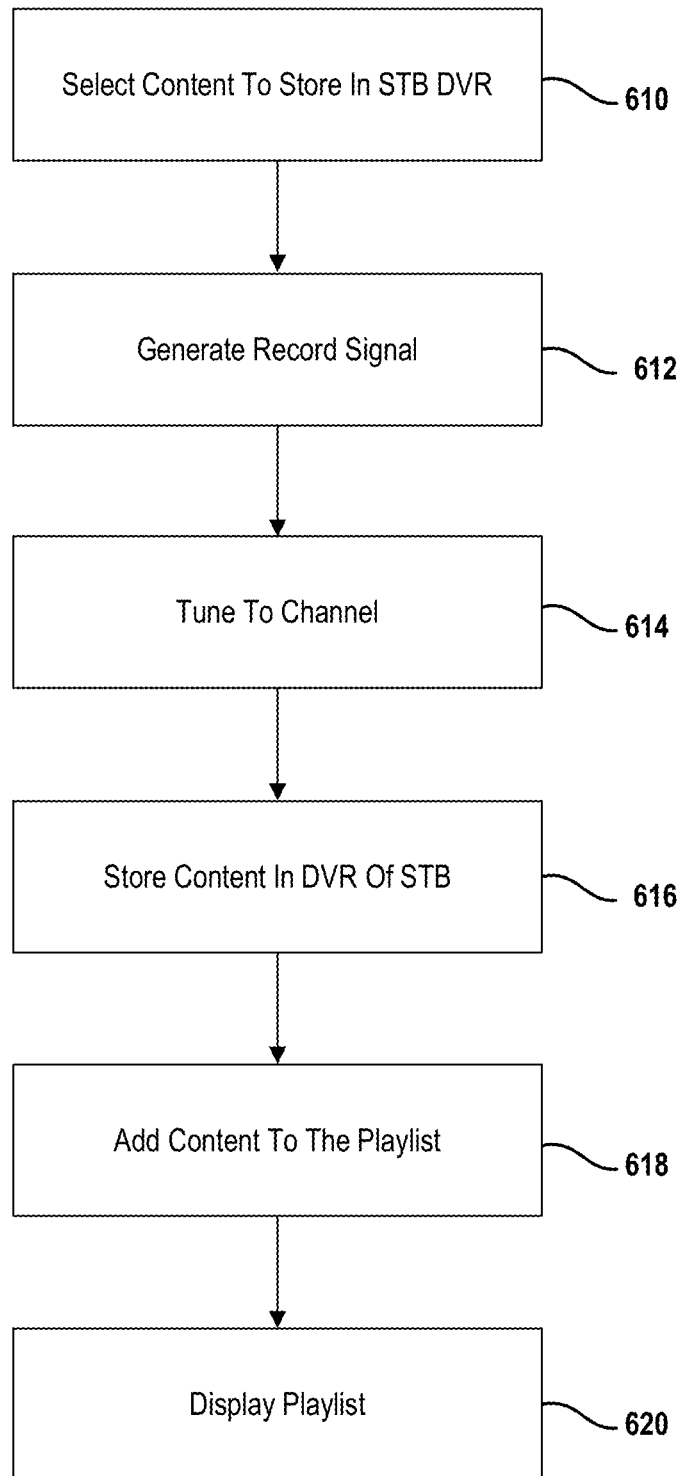 Select Content To Store In STB DVR
610
Generate Record Signal
612
Tune To Channel
614
Store Content In DVR Of STB
616
Add Content To The Playlist
618
Display Playlist
620